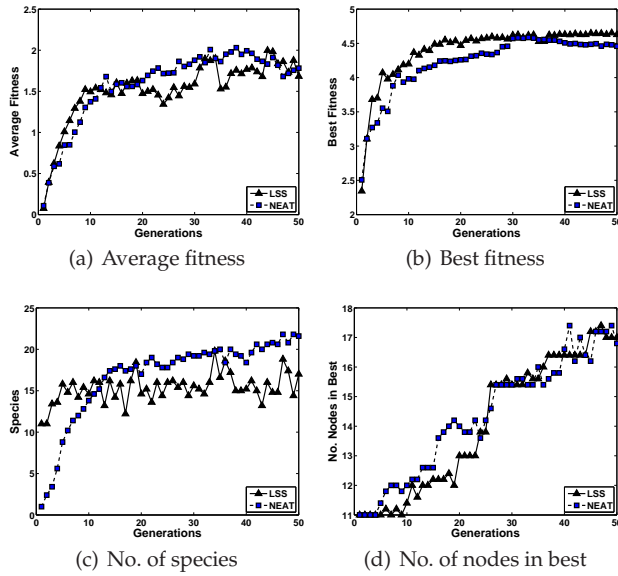 2.5
2
1.5
1
0.5
0
Average Fitness
0 10 20 30 40 50
Generations
LSS
NEAT
(a) Average fitness
5
4.5
4
3.5
3
2.5
2
Best Fitness
0 10 20 30 40 50
Generations
LSS
NEAT
(b) Best fitness
25
20
15
10
5
0
Species
0 10 20 30 40 50
Generations
LSS
NEAT
(c) No. of species
18
17
16
15
14
13
12
11
No. Nodes in Best
0 10 20 30 40 50
Generations
LSS
NEAT
(d) No. of nodes in best